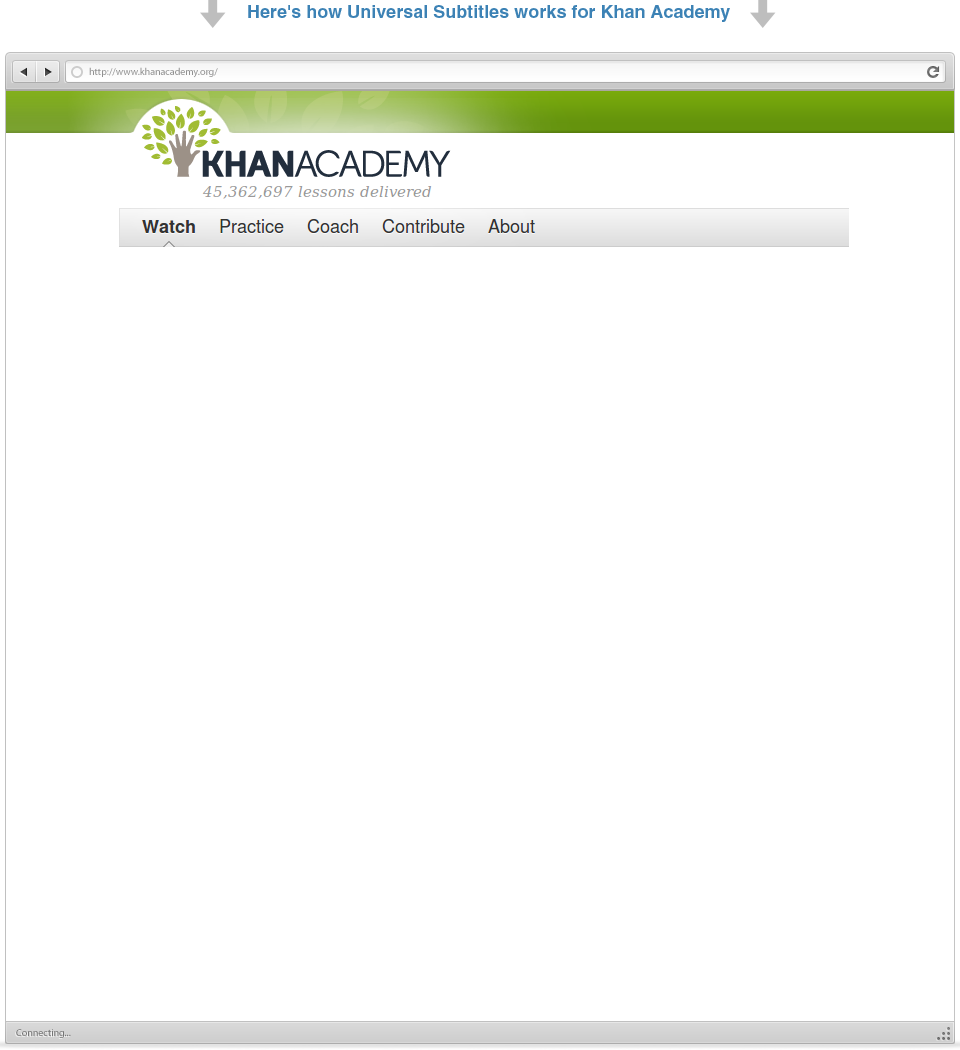 Here's how Universal Subtitles works for Khan Academy
http://www.khanacademy.org/
KHANACADEMY
45,362,697 lessons delivered
Watch Practice Coach Contribute About
Connecting...